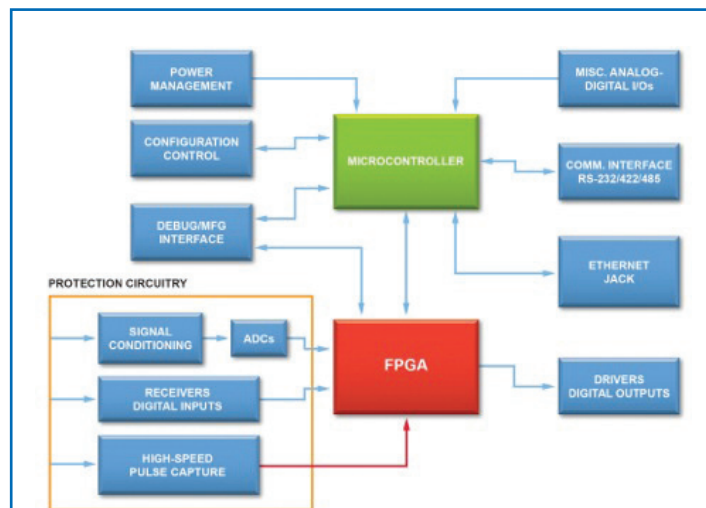 POWER
MANAGEMENT
MISC. ANALOG-
DIGITAL I/Os
CONFIGURATION
CONTROL
MICROCONTROLLER
COMM. INTERFACE
RS-232/422/485
DEBUG/MFG
INTERFACE
ETHERNET
JACK
PROTECTION CIRCUITRY
SIGNAL
CONDITIONING
ADCs
FPGA
RECEIVERS
DIGITAL INPUTS
DRIVERS
DIGITAL OUTPUTS
HIGH-SPEED
PULSE CAPTURE